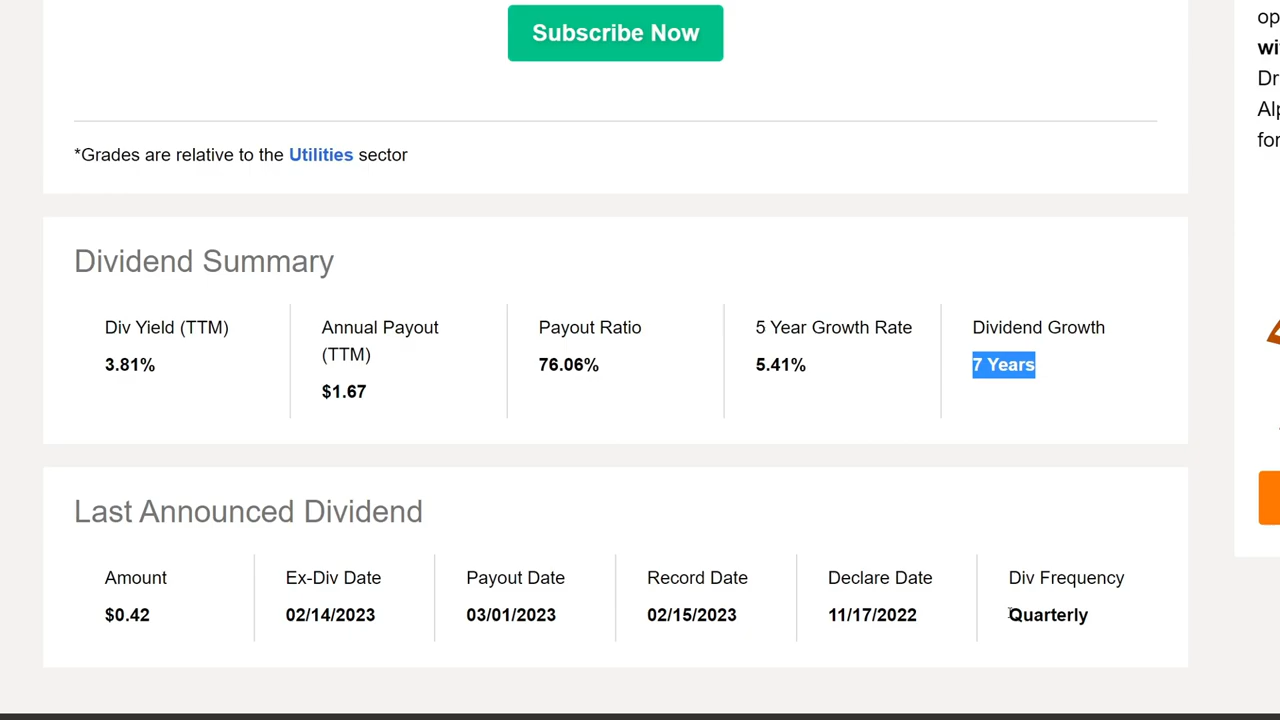 Subscribe Now
*Grades are relative to the Utilities sector
Dividend Summary
Div Yield (TTM)
3.81%
Annual Payout
(TTM)
$1.67
Payout Ratio
76.06%
5 Year Growth Rate
5.41%
Dividend Growth
7 Years
Last Announced Dividend
Amount
$0.42
Ex-Div Date
02/14/2023
Payout Date
03/01/2023
Record Date
02/15/2023
Declare Date
11/17/2022
Div Frequency
Quarterly